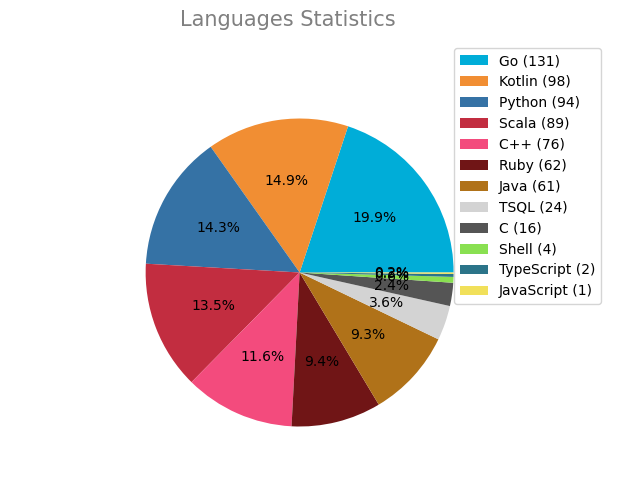 Languages Statistics
Go (131)
Kotlin (98)
Python (94)
Scala (89)
C++ (76)
Ruby (62)
Java (61)
TSQL (24)
C (16)
Shell (4)
TypeScript (2)
JavaScript (1)
14.9%
19.9%
14.3%
13.5%
11.6%
9.4%
9.3%
3.6%
2.4%